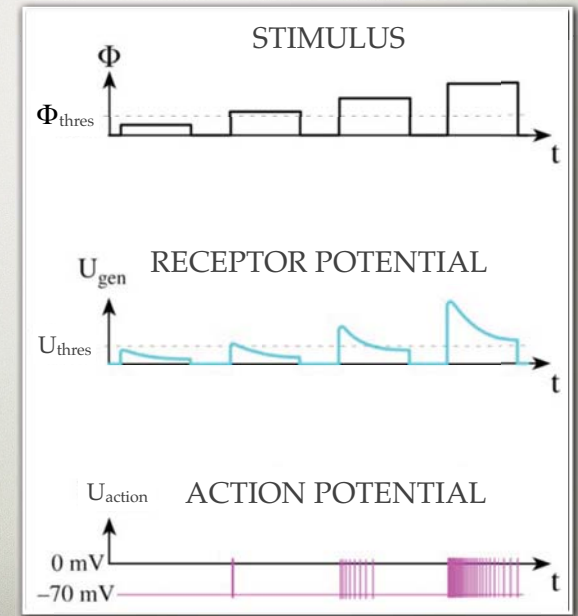 STIMULUS
Φ
Φthres
t
RECEPTOR POTENTIAL
Ugen
Uthres
t
Uaction ACTION POTENTIAL
0 mV
t
–70 mV